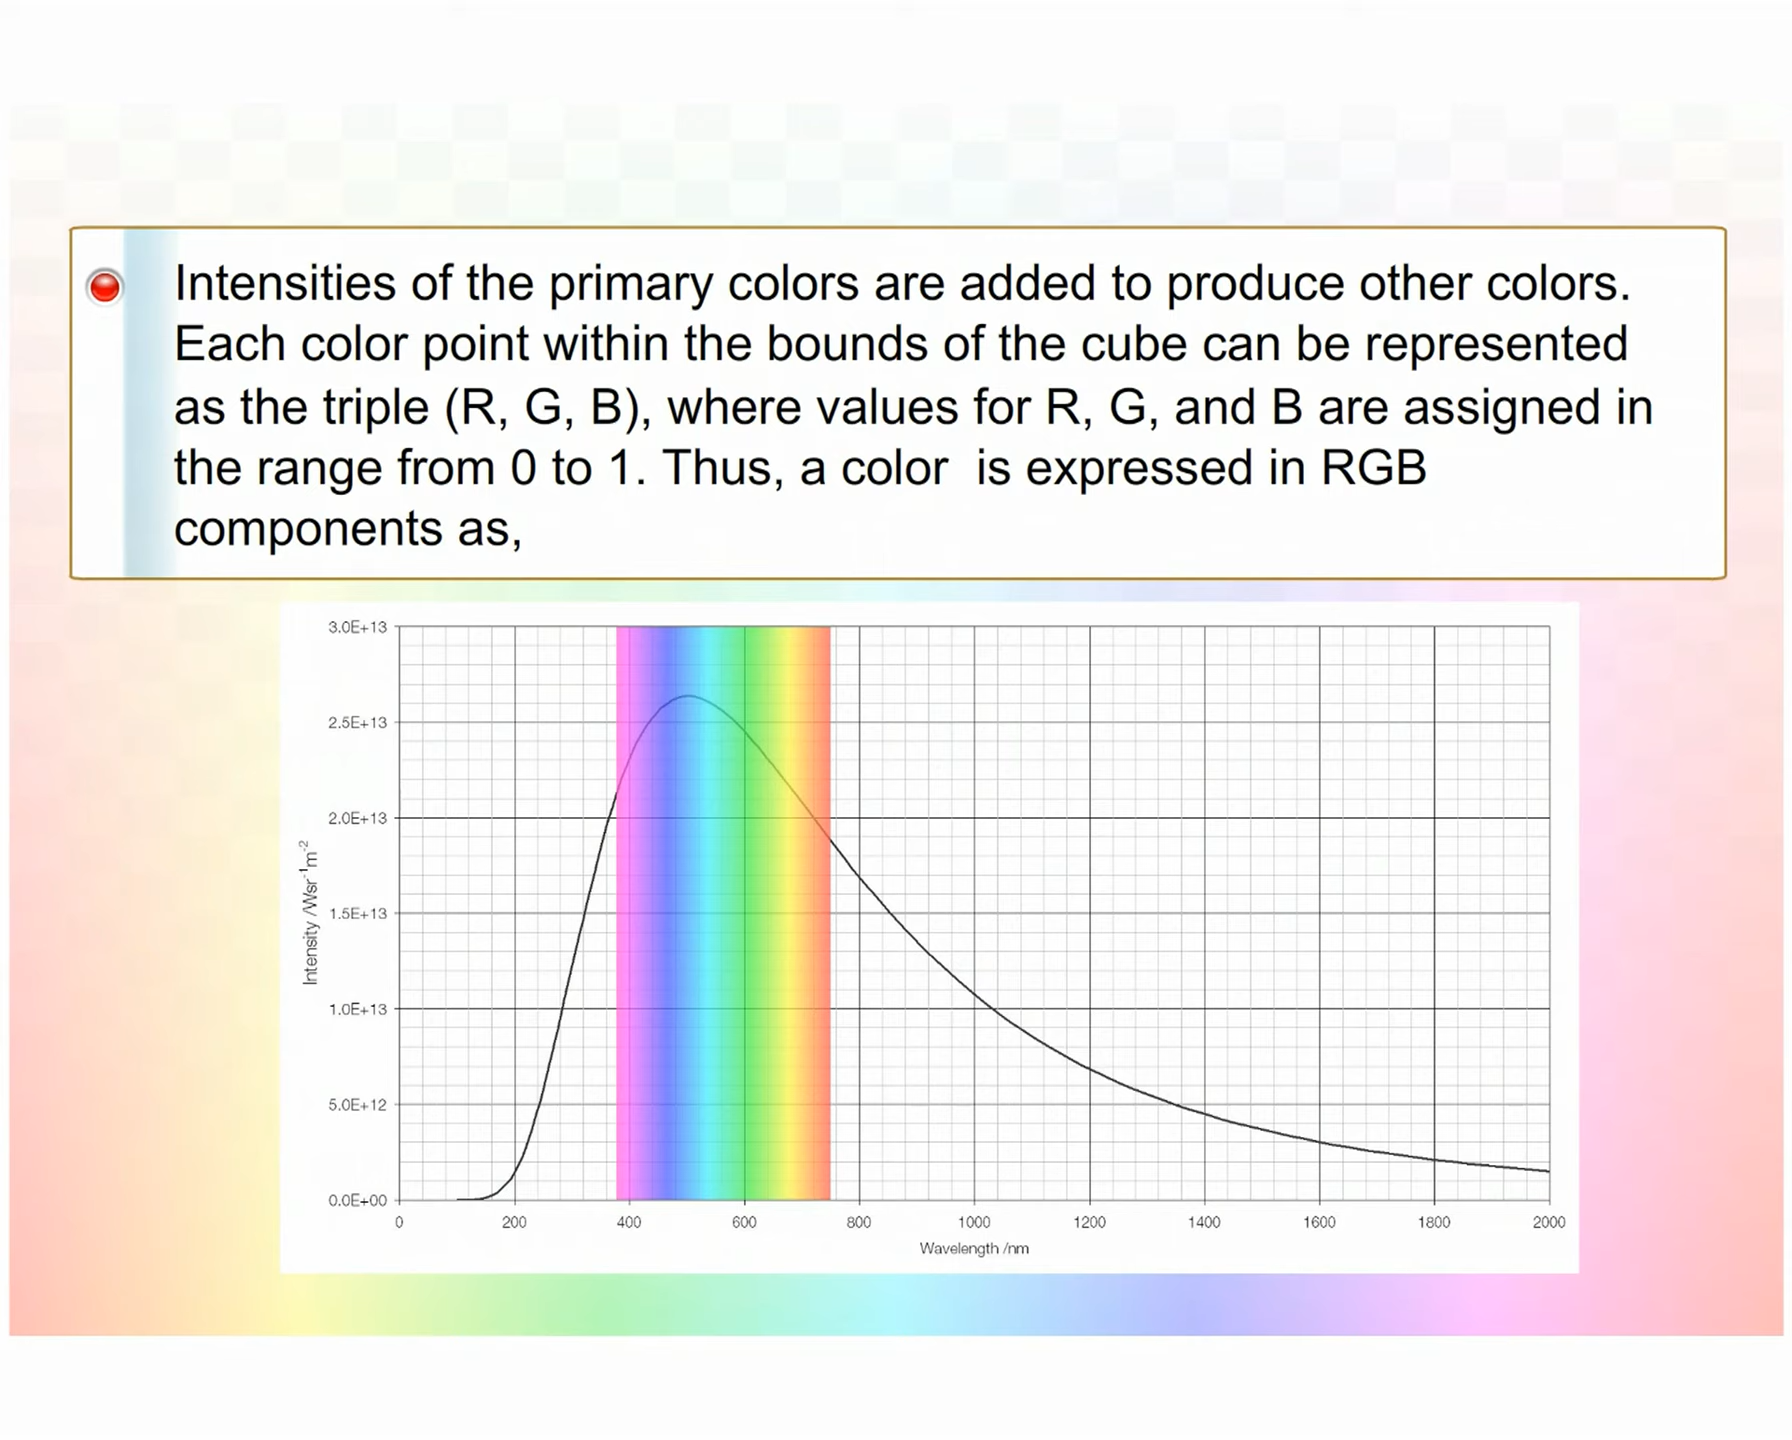 Intensities of the primary colors are added to produce other colors.
Each color point within the bounds of the cube can be represented
as the triple (R, G, B), where values for R, G, and B are assigned in
the range from 0 to 1. Thus, a color  is expressed in RGB
components as,
3.0E+13
2.5E+13
2.0E+13
1.5E+13
1.0E+13
5.0E+12
0.0E+00
Intensity /Wsr⁻¹m⁻²
0 200 400 600 800 1000 1200 1400 1600 1800 2000
Wavelength /nm